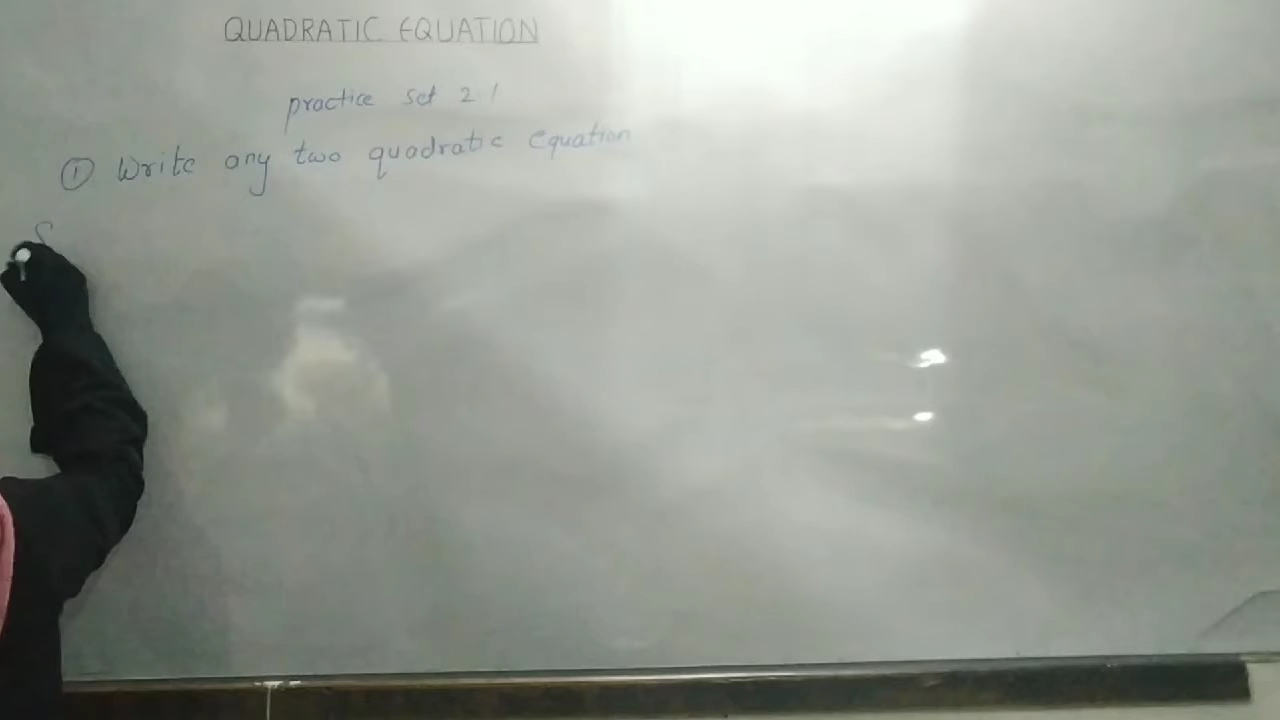 QUADRATIC EQUATION
practice set 2.1
① Write any two quadratic equation
S